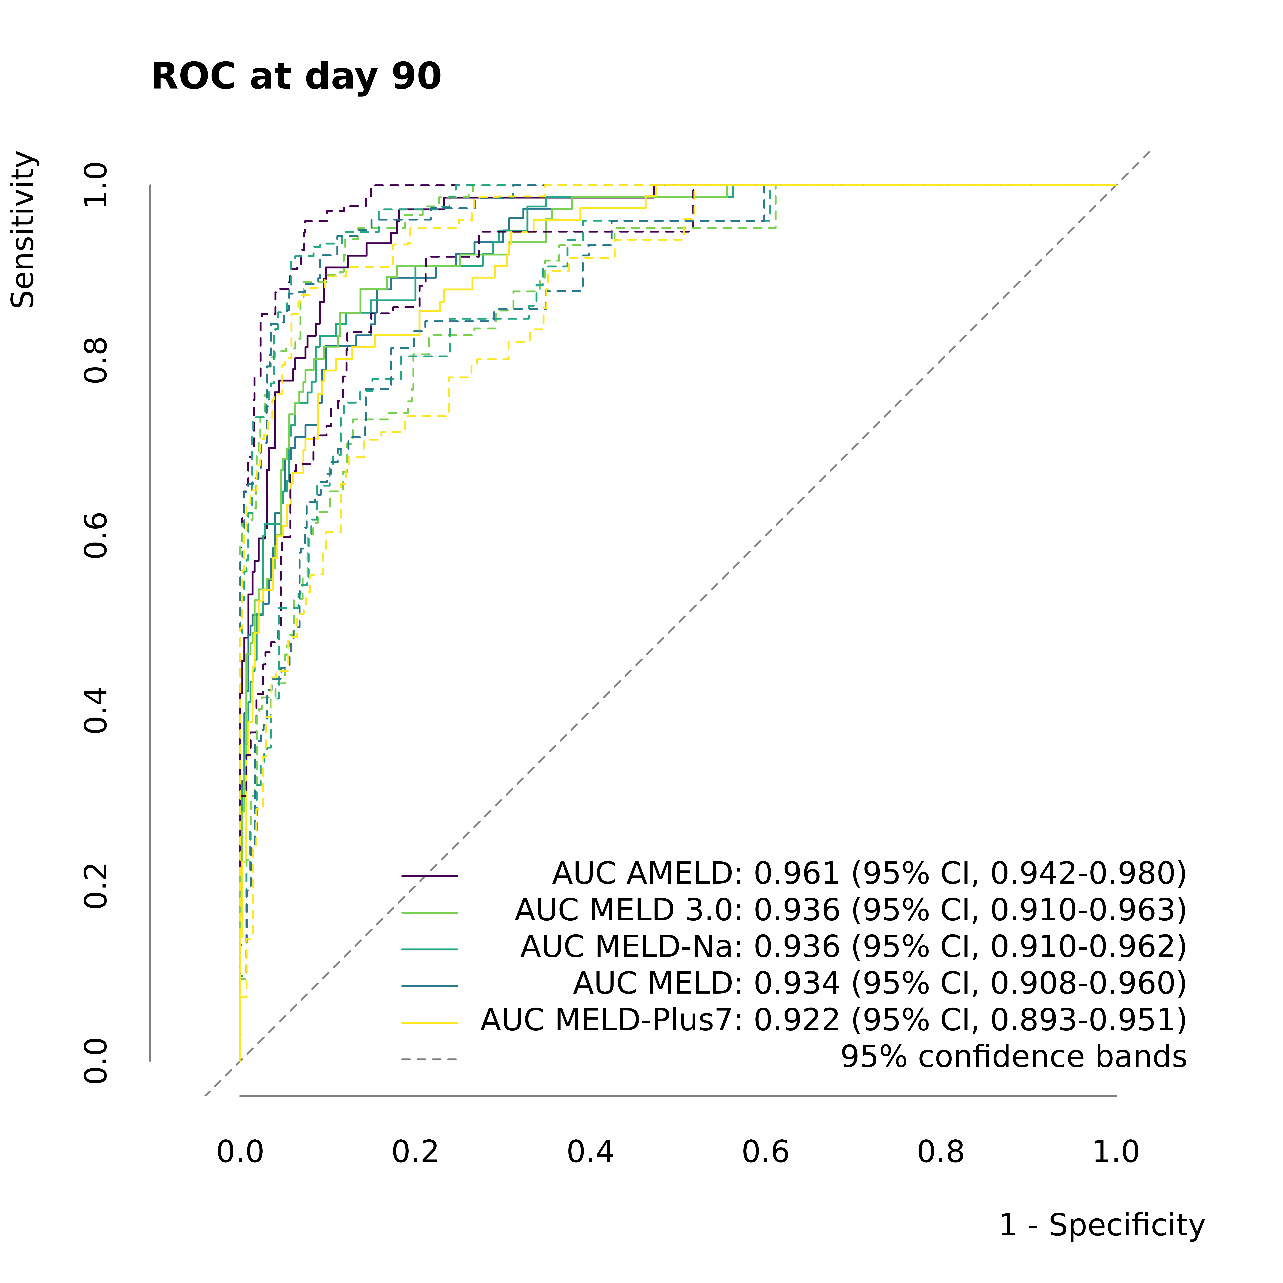 ROC at day 90
Sensitivity
1.0
0.8
0.6
0.4
0.2
0.0
AUC AMELD: 0.961 (95% CI, 0.942-0.980)
AUC MELD 3.0: 0.936 (95% CI, 0.910-0.963)
AUC MELD-Na: 0.936 (95% CI, 0.910-0.962)
AUC MELD: 0.934 (95% CI, 0.908-0.960)
AUC MELD-Plus7: 0.922 (95% CI, 0.893-0.951)
95% confidence bands
0.0 0.2 0.4 0.6 0.8 1.0
1 - Specificity